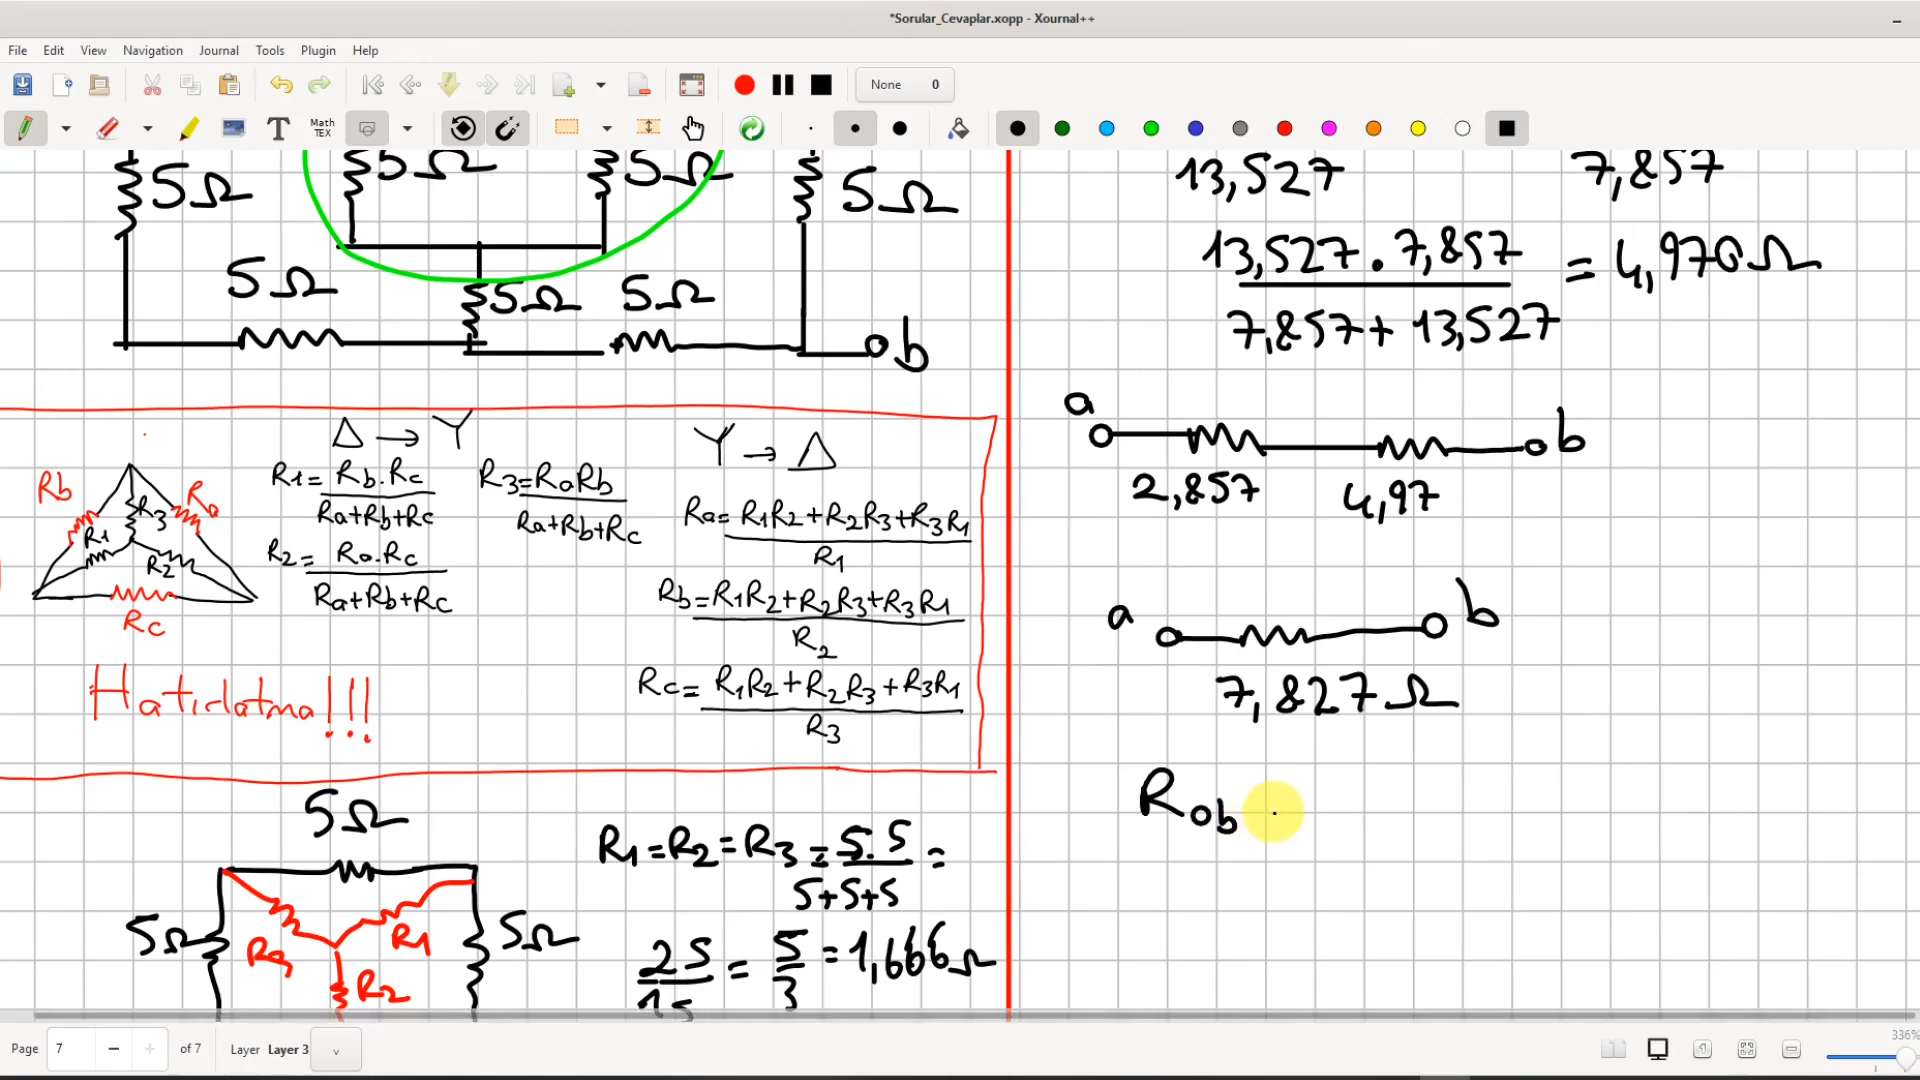 *Sorular_Cevaplar.xopp - Xournal++
File Edit View Navigation Journal Tools Plugin Help
None 0
Math TEX
5Ω 5Ω 5Ω 5Ω
5Ω 5Ω 5Ω
b
Δ → Y
R1 = Rb.Rc
Ra+Rb+Rc
R3 = RaRb
Ra+Rb+Rc
R2 = Ra.Rc
Ra+Rb+Rc
Y → Δ
Ra = R1R2+R2R3+R3R1
R1
Rb = R1R2+R2R3+R3R1
R2
Rc = R1R2+R2R3+R3R1
R3
Rb Ra
R3
R1 R2
Rc
Hatırlatma!!!
5Ω
5Ω 5Ω
R1
R2
R1=R2=R3=5.5=
5+5+5
25 = 5 = 1,666Ω
15 3
13,527 7,857
13,527.7,857 = 4,970Ω
7,857+13,527
a b
2,857 4,97
a b
7,827Ω
Rab
Page 7 of 7 Layer Layer 3
336%